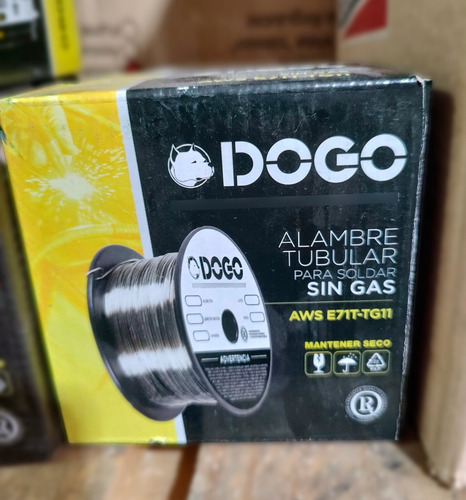 DOGO
ALAMBRE
TUBULAR
PARA SOLDAR
SIN GAS
AWS E71T-TG11
MANTENER SECO
DOGO
ADVERTENCIA
R